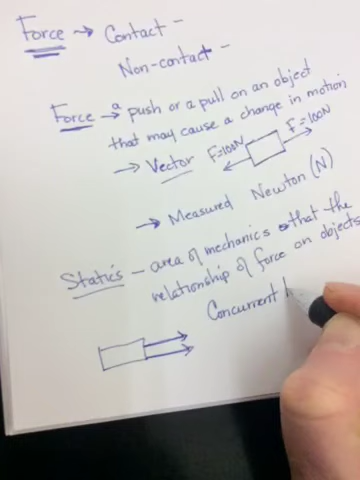 Force → Contact -
Non-contact -
Force → a push or a pull on an object
that may cause a change in motion
→ Vector F=100N F=100N
→ Measured Newton (N)
Statics - area of mechanics that the
relationship of force on objects
Concurrent